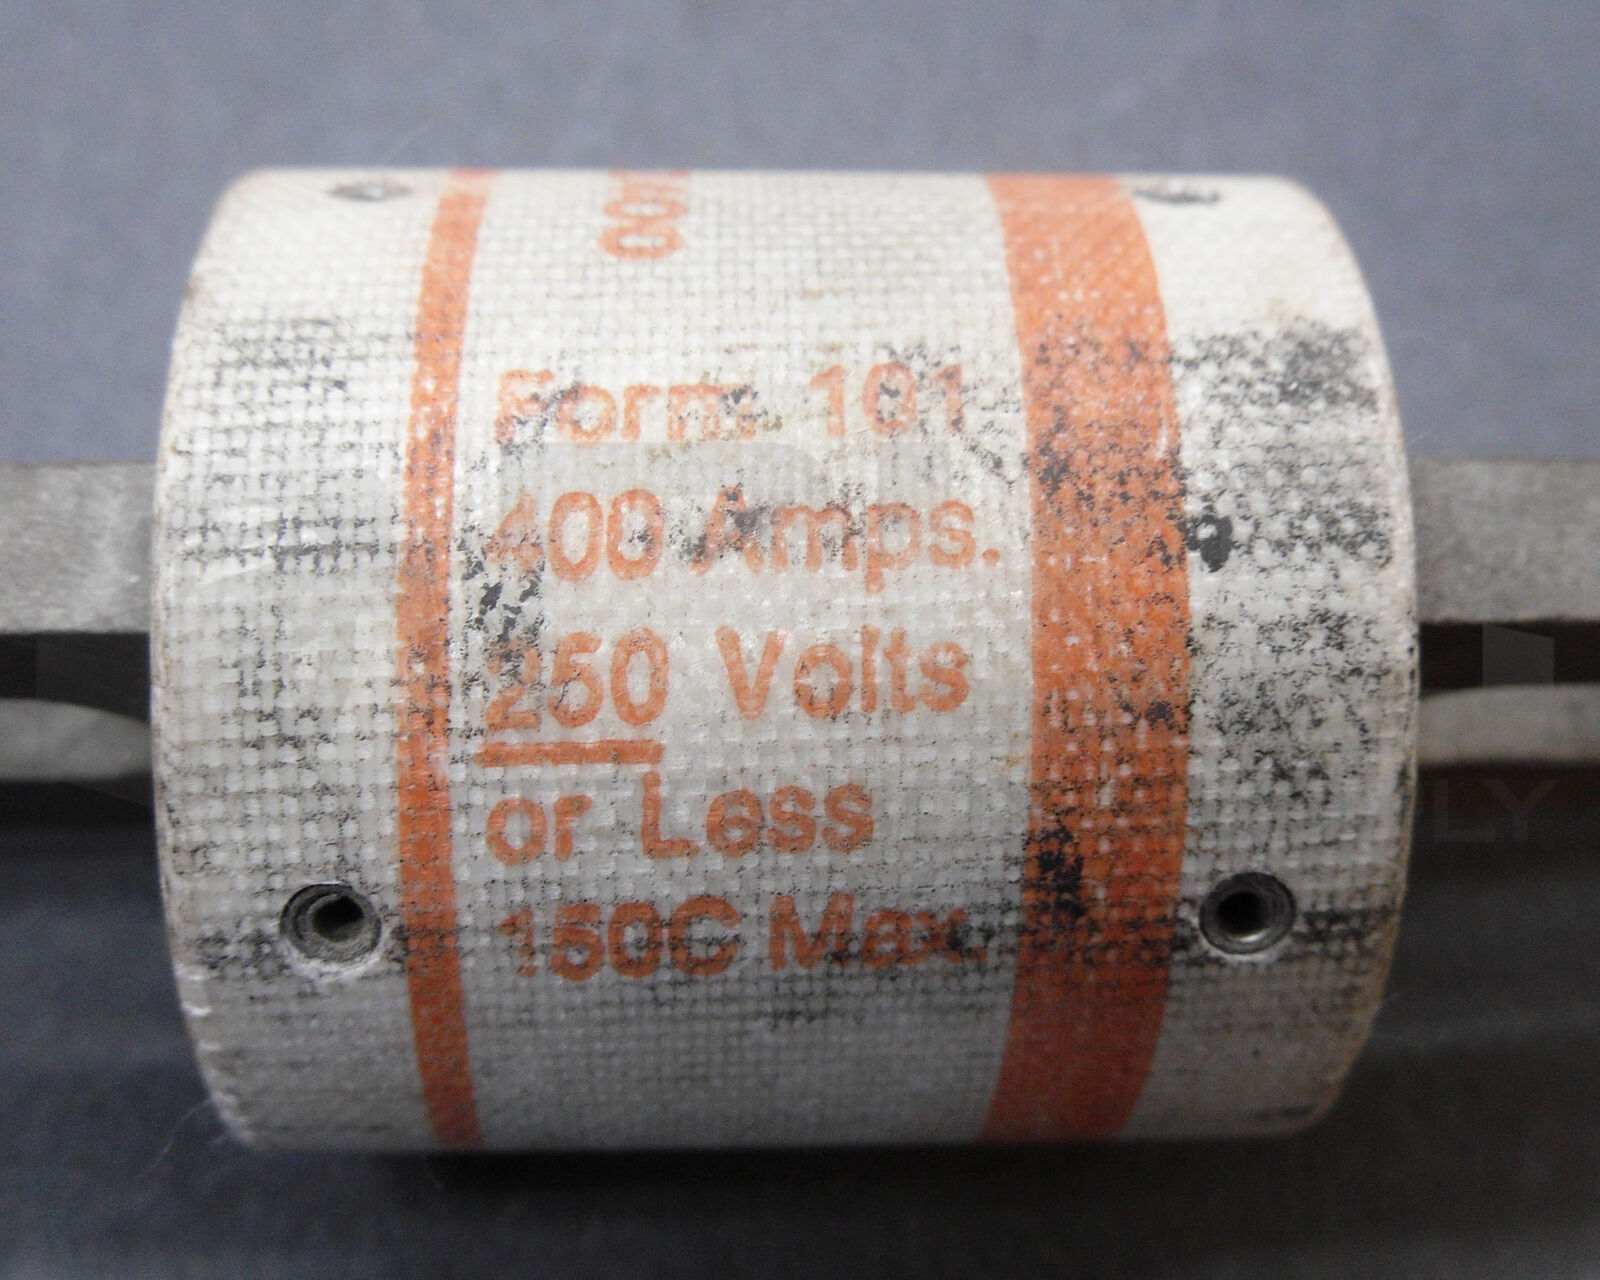 Form 101
400 Amps.
250 Volts
or Less
150C Max.